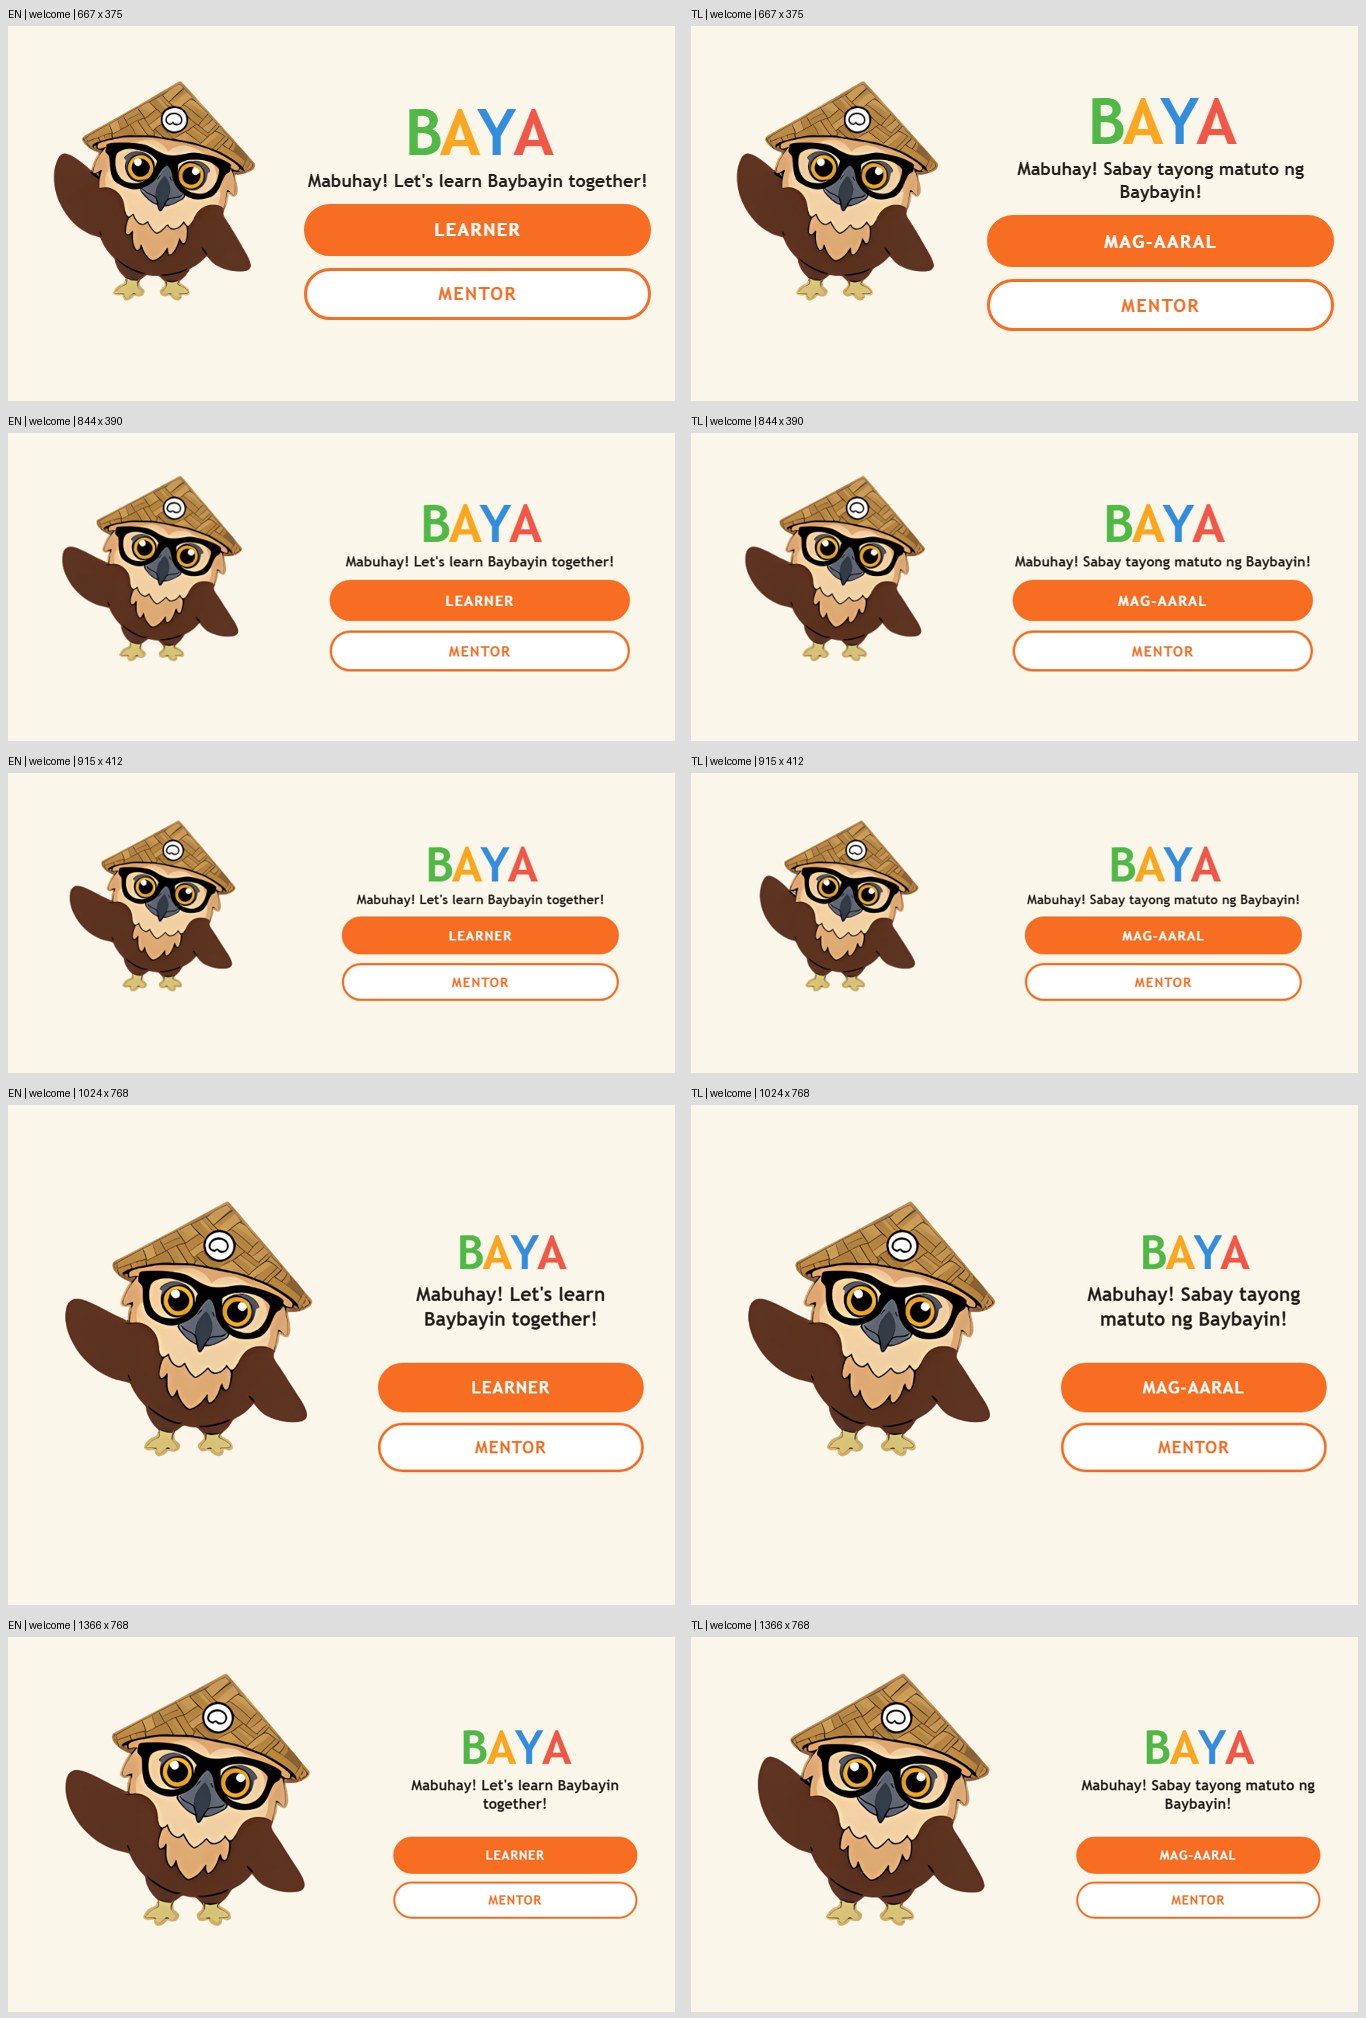 EN | welcome | 667 x 375
BAYA
Mabuhay! Let's learn Baybayin together!
LEARNER
MENTOR
TL | welcome | 667 x 375
BAYA
Mabuhay! Sabay tayong matuto ng
Baybayin!
MAG-AARAL
MENTOR
EN | welcome | 844 x 390
BAYA
Mabuhay! Let's learn Baybayin together!
LEARNER
MENTOR
TL | welcome | 844 x 390
BAYA
Mabuhay! Sabay tayong matuto ng Baybayin!
MAG-AARAL
MENTOR
EN | welcome | 915 x 412
BAYA
Mabuhay! Let's learn Baybayin together!
LEARNER
MENTOR
TL | welcome | 915 x 412
BAYA
Mabuhay! Sabay tayong matuto ng Baybayin!
MAG-AARAL
MENTOR
EN | welcome | 1024 x 768
BAYA
Mabuhay! Let's learn
Baybayin together!
LEARNER
MENTOR
TL | welcome | 1024 x 768
BAYA
Mabuhay! Sabay tayong
matuto ng Baybayin!
MAG-AARAL
MENTOR
EN | welcome | 1366 x 768
BAYA
Mabuhay! Let's learn Baybayin
together!
LEARNER
MENTOR
TL | welcome | 1366 x 768
BAYA
Mabuhay! Sabay tayong matuto ng
Baybayin!
MAG-AARAL
MENTOR